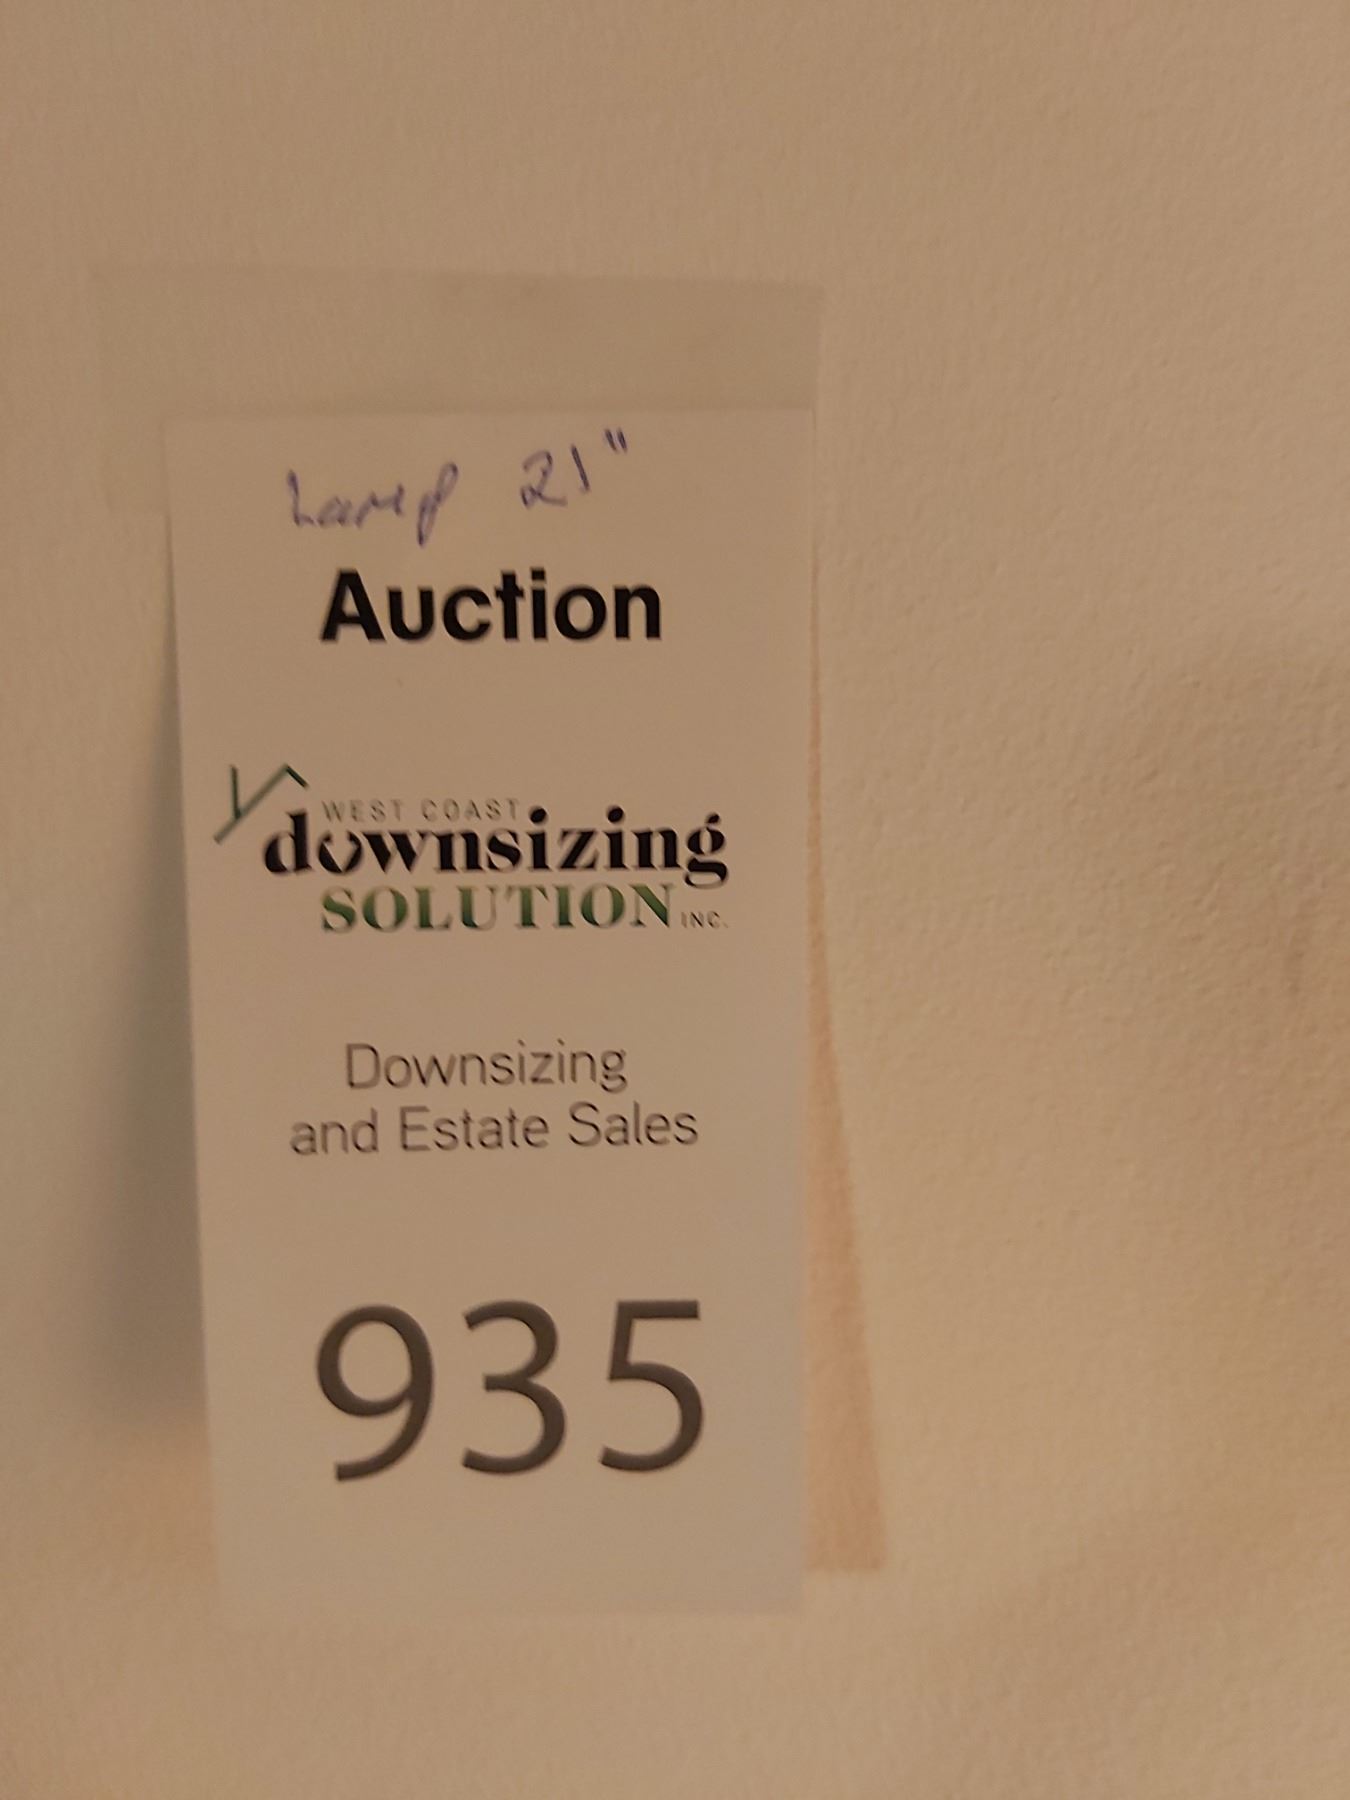 Lamp 21"
Auction
WEST COAST
downsizing
SOLUTION INC.
Downsizing
and Estate Sales
935